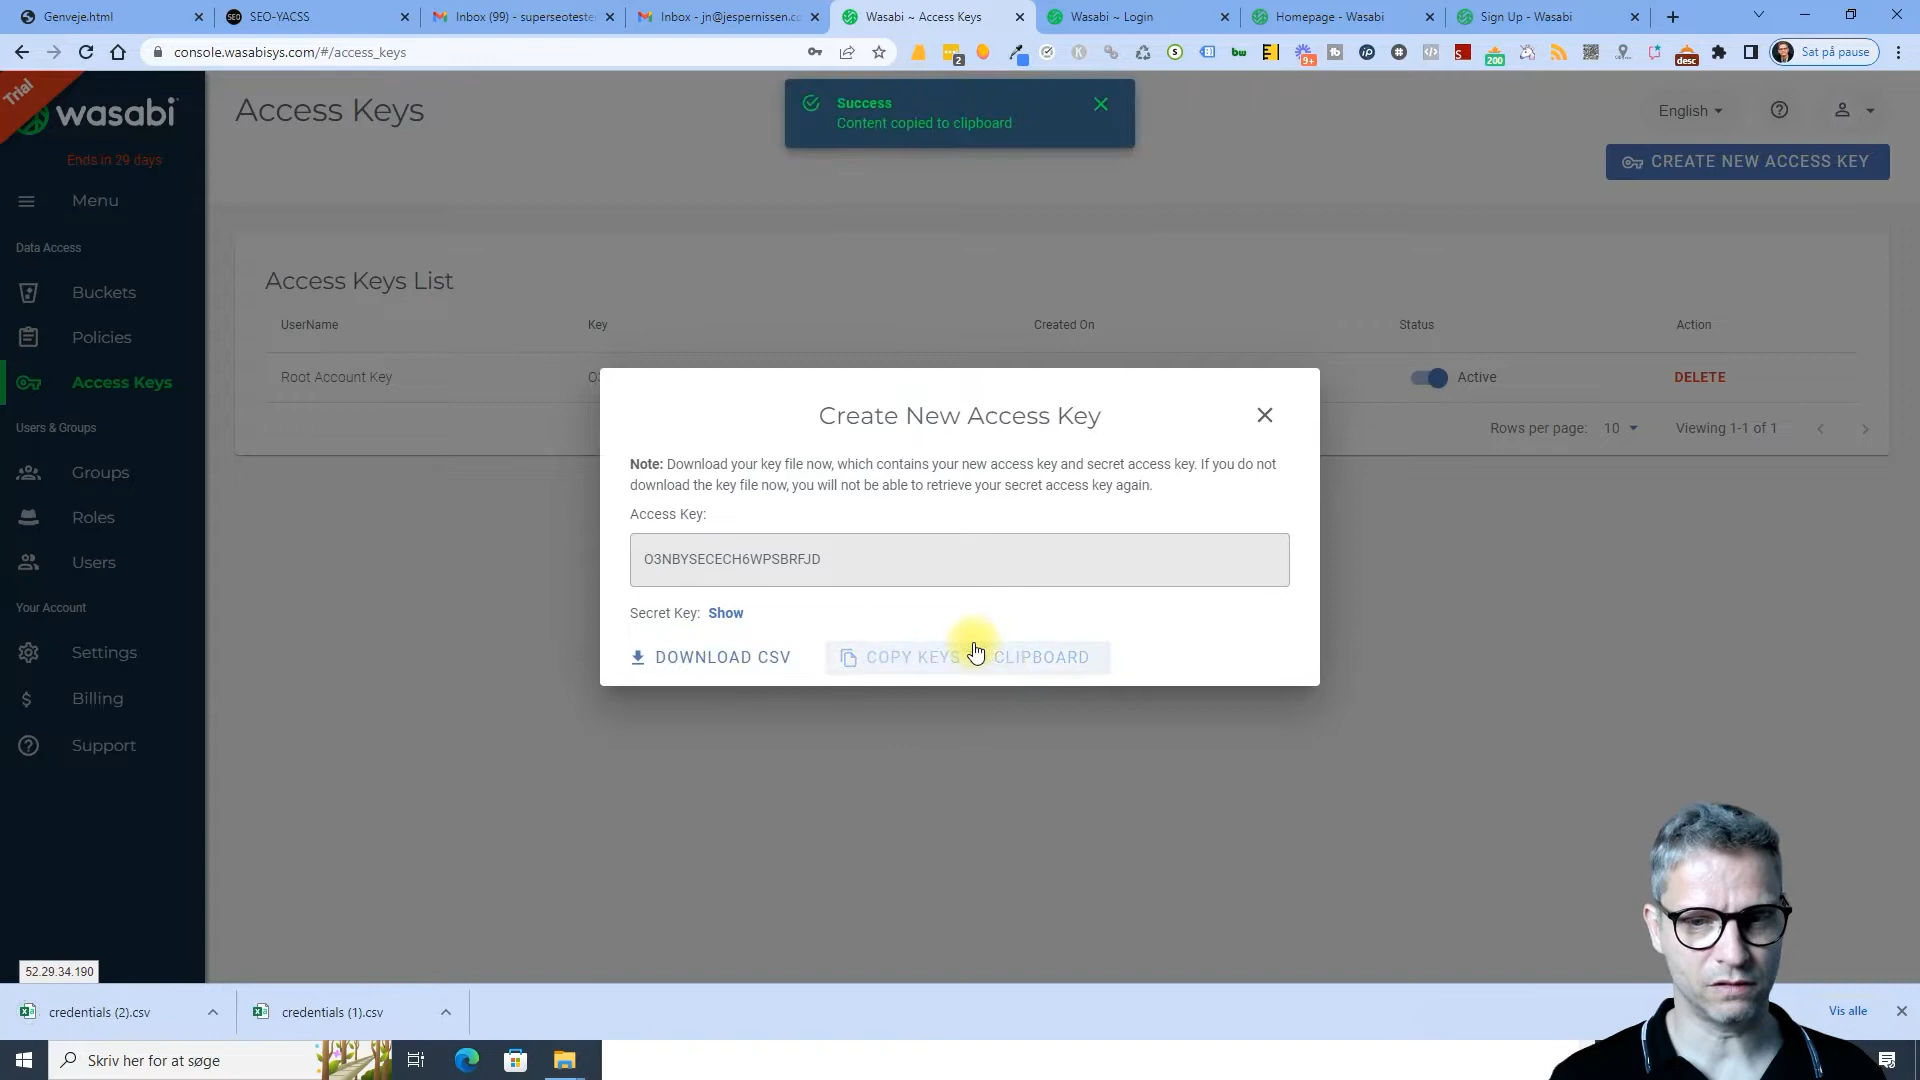 Genveje.html
SEO-YACSS
Inbox (99) - superseoteste
Inbox - jn@jespernissen.co
Wasabi ~ Access Keys
Wasabi ~ Login
Homepage - Wasabi
Sign Up - Wasabi
console.wasabisys.com/#/access_keys
Sat på pause
Trial
wasabi
Ends in 29 days
Menu
Data Access
Buckets
Policies
Access Keys
Users & Groups
Groups
Roles
Users
Your Account
Settings
Billing
Support
52.29.34.190
Access Keys
Success
Content copied to clipboard
English
CREATE NEW ACCESS KEY
Access Keys List
UserName Key Created On Status Action
Root Account Key Active DELETE
Rows per page: 10 Viewing 1-1 of 1
Create New Access Key
Note: Download your key file now, which contains your new access key and secret access key. If you do not
download the key file now, you will not be able to retrieve your secret access key again.
Access Key:
O3NBYSECECH6WPSBRFJD
Secret Key: Show
DOWNLOAD CSV
COPY KEYS CLIPBOARD
credentials (2).csv
credentials (1).csv
Vis alle
Skriv her for at søge